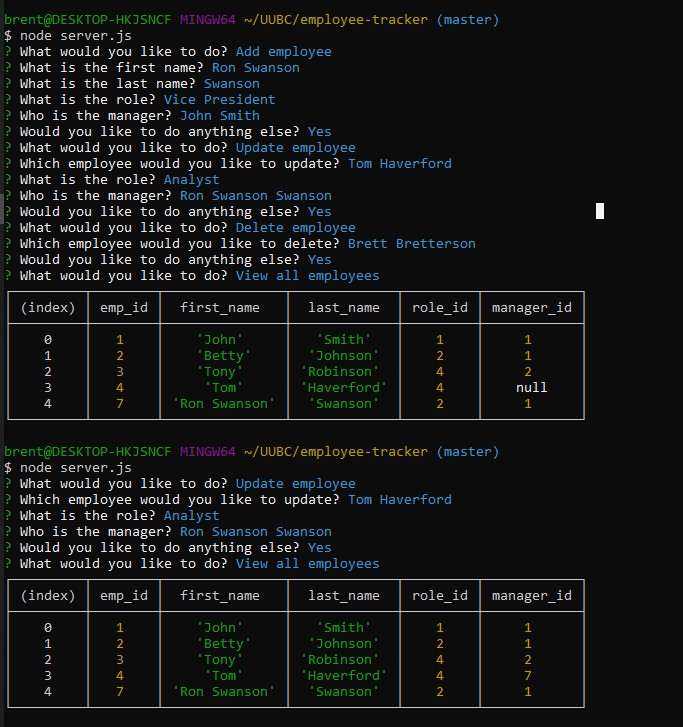 brent@DESKTOP-HKJSNCF MINGW64 ~/UUBC/employee-tracker (master)
$ node server.js
? What would you like to do? Add employee
? What is the first name? Ron Swanson
? What is the last name? Swanson
? What is the role? Vice President
? Who is the manager? John Smith
? Would you like to do anything else? Yes
? What would you like to do? Update employee
? Which employee would you like to update? Tom Haverford
? What is the role? Analyst
? Who is the manager? Ron Swanson Swanson
? Would you like to do anything else? Yes
? What would you like to do? Delete employee
? Which employee would you like to delete? Brett Bretterson
? Would you like to do anything else? Yes
? What would you like to do? View all employees
(index) emp_id first_name last_name role_id manager_id
0 1 'John' 'Smith' 1 1
1 2 'Betty' 'Johnson' 2 1
2 3 'Tony' 'Robinson' 4 2
3 4 'Tom' 'Haverford' 4 null
4 7 'Ron Swanson' 'Swanson' 2 1
brent@DESKTOP-HKJSNCF MINGW64 ~/UUBC/employee-tracker (master)
$ node server.js
? What would you like to do? Update employee
? Which employee would you like to update? Tom Haverford
? What is the role? Analyst
? Who is the manager? Ron Swanson Swanson
? Would you like to do anything else? Yes
? What would you like to do? View all employees
(index) emp_id first_name last_name role_id manager_id
0 1 'John' 'Smith' 1 1
1 2 'Betty' 'Johnson' 2 1
2 3 'Tony' 'Robinson' 4 2
3 4 'Tom' 'Haverford' 4 7
4 7 'Ron Swanson' 'Swanson' 2 1